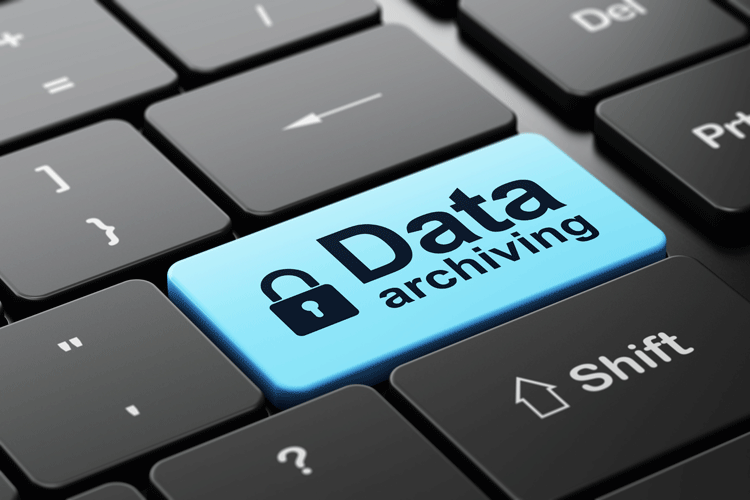 +
=
Del
Prt
]
}
Data
archiving
"
'
Shift
?